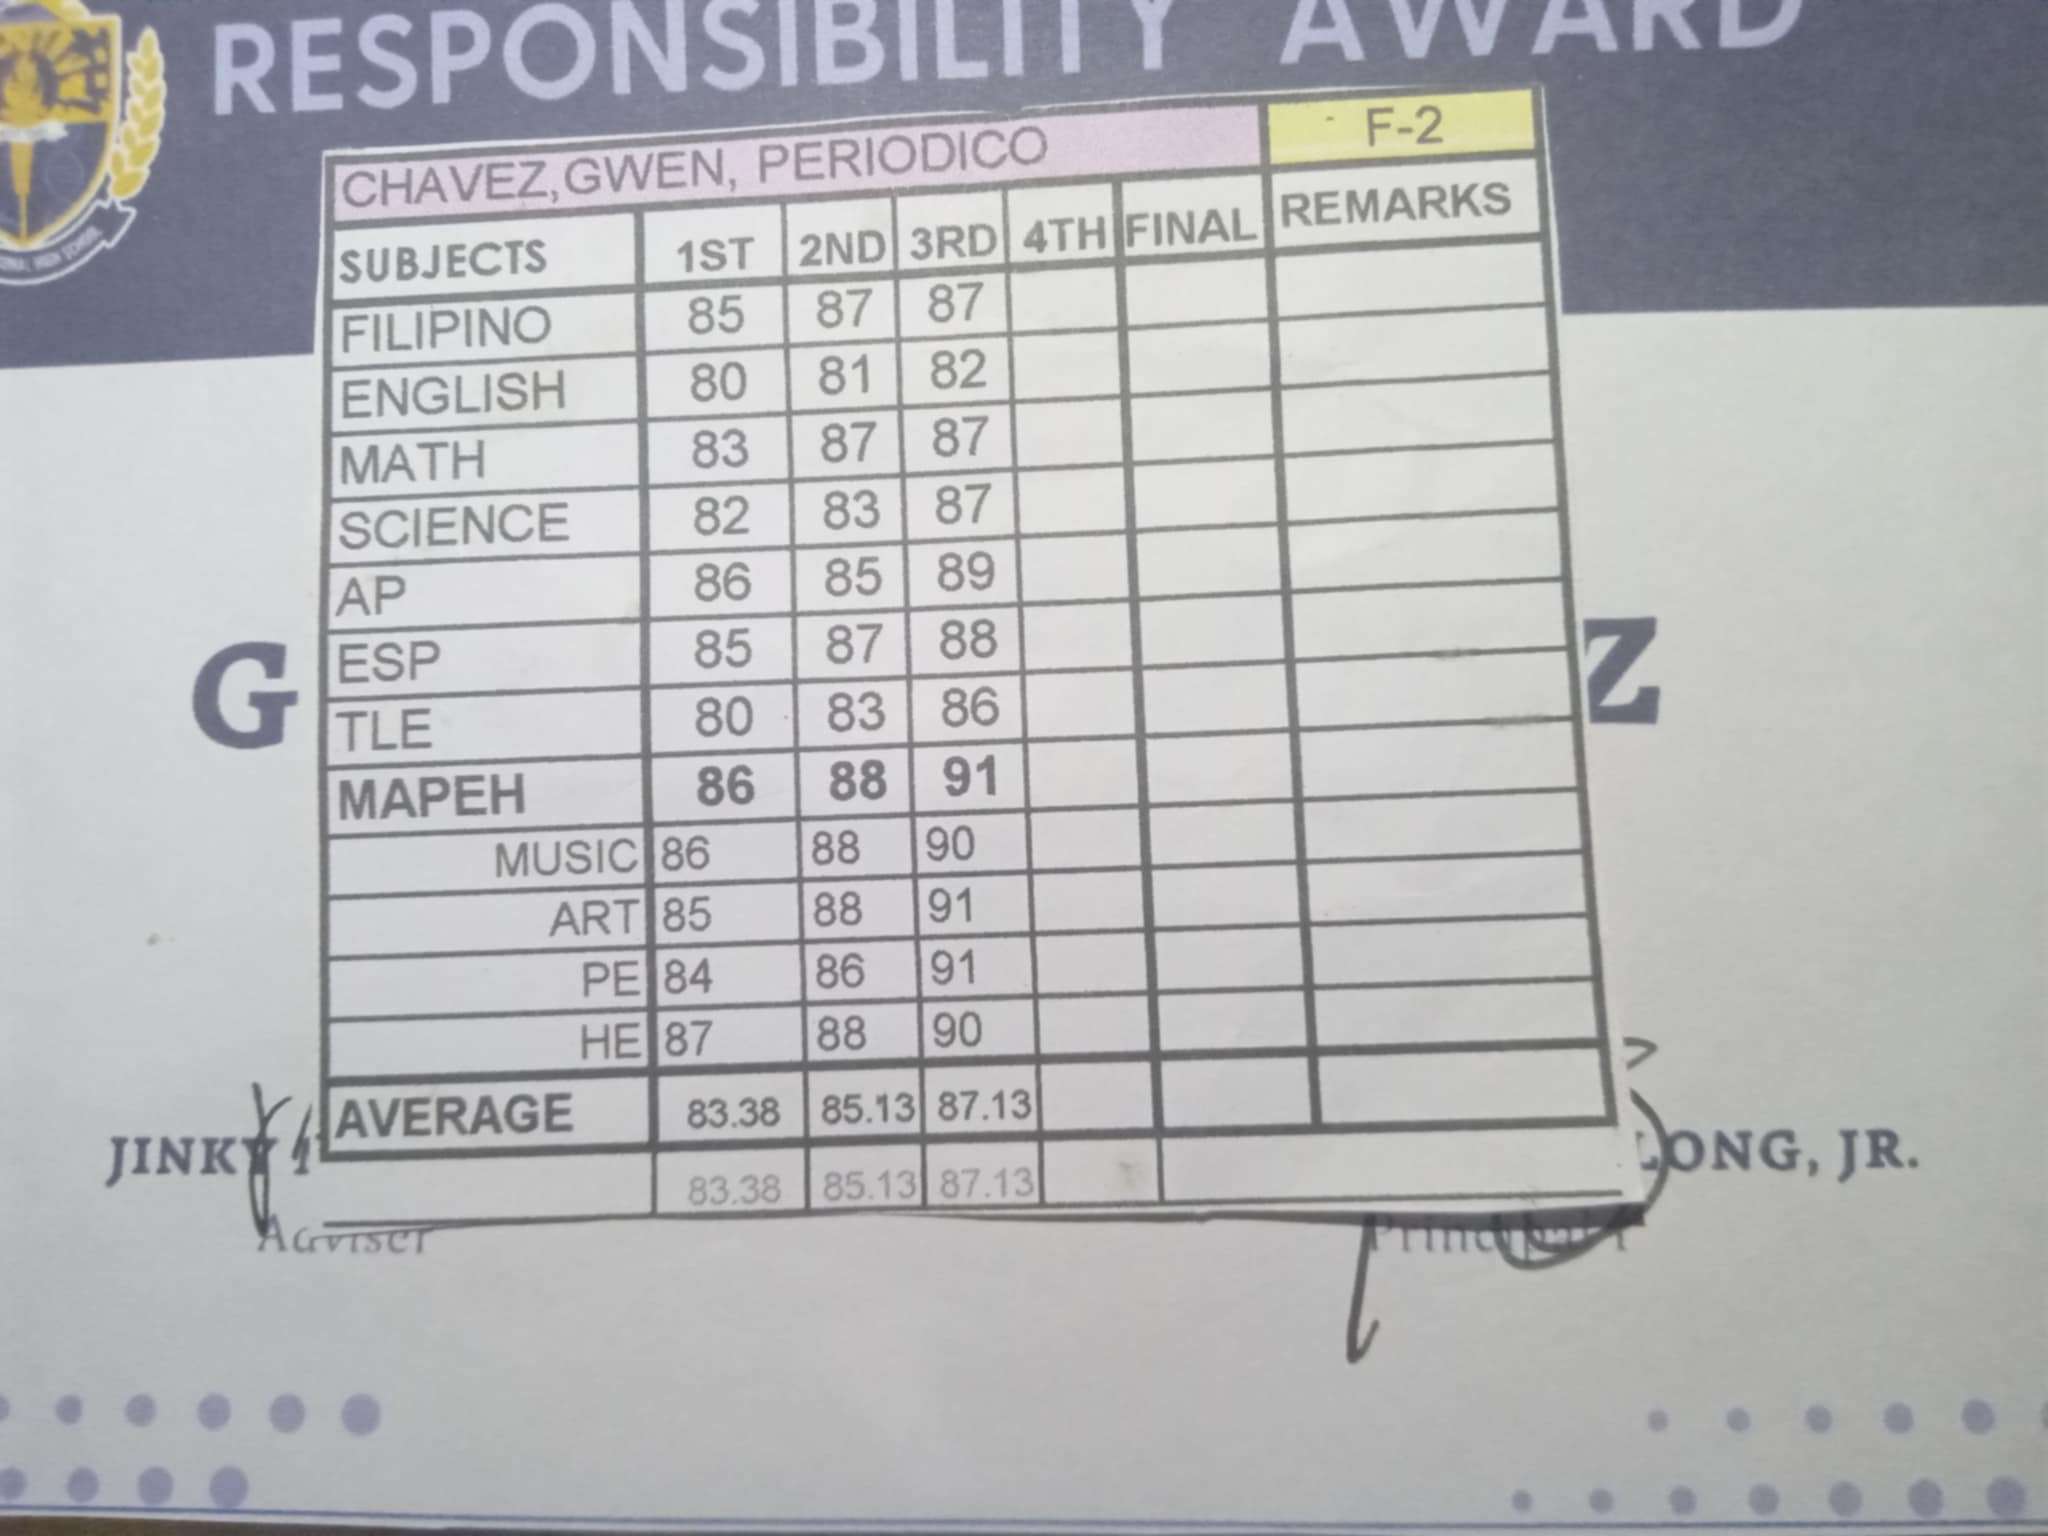 RESPONSIBILITY AWARD
CHAVEZ,GWEN, PERIODICO F-2
SUBJECTS 1ST 2ND 3RD 4TH FINAL REMARKS
FILIPINO 85 87 87
ENGLISH 80 81 82
MATH 83 87 87
SCIENCE 82 83 87
AP 86 85 89
ESP 85 87 88
TLE 80 83 86
MAPEH 86 88 91
MUSIC 86 88 90
ART 85 88 91
PE 84 86 91
HE 87 88 90
AVERAGE 83.38 85.13 87.13
83.38 85.13 87.13
G Z
JINKY ONG, JR.
Adviser Principal I
HIGH SCHOOL